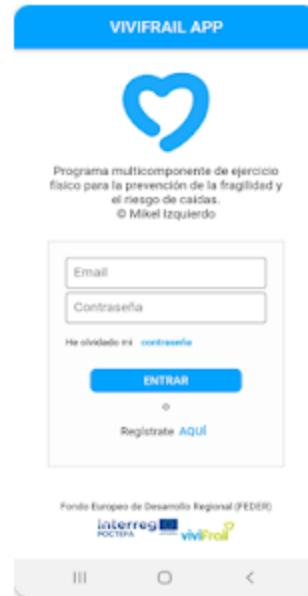 VIVIFRAIL APP
Programa multicomponente de ejercicio
físico para la prevención de la fragilidad y
el riesgo de caídas.
© Mikel Izquierdo
Email
Contraseña
He olvidado mi contraseña
ENTRAR
o
Regístrate AQUÍ
Fondo Europeo de Desarrollo Regional (FEDER)
interreg
POCTEFA
vivifrail